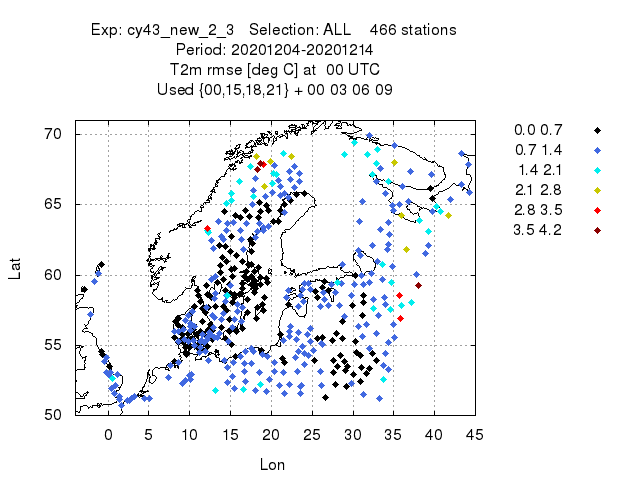 Exp: cy43_new_2_3   Selection: ALL    466 stations
Period: 20201204-20201214
T2m rmse [deg C] at  00 UTC
Used {00,15,18,21} + 00 03 06 09
70
65
60
55
50
Lat
0 5 10 15 20 25 30 35 40 45
Lon
0.0 0.7
0.7 1.4
1.4 2.1
2.1 2.8
2.8 3.5
3.5 4.2